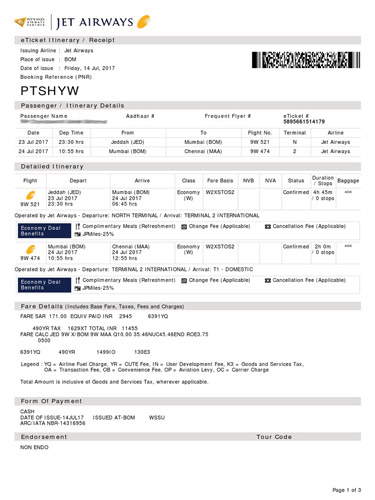 JET AIRWAYS
eTicket Itinerary / Receipt
Issuing Airline : Jet Airways
Place of issue : BOM
Date of issue : Friday, 14 Jul, 2017
Booking Reference (PNR)
PTSHYW
Passenger / Itinerary Details
Passenger Name Aadhaar # Frequent Flyer # eTicket #
5895661514179
Date Dep Time From To Flight No. Terminal Airline
23 Jul 2017 23:30 hrs Jeddah (JED) Mumbai (BOM) 9W 521 N Jet Airways
24 Jul 2017 10:55 hrs Mumbai (BOM) Chennai (MAA) 9W 474 2 Jet Airways
Detailed Itinerary
Flight Depart Arrive Class Fare Basis NVB NVA Status Duration / Stops Baggage
9W 521 Jeddah (JED) 23 Jul 2017 23:30 hrs Mumbai (BOM) 24 Jul 2017 06:45 hrs Economy (W) W2XSTOS2 Confirmed 4h 45m / 0 stops
Operated by Jet Airways - Departure: NORTH TERMINAL / Arrival: TERMINAL 2 INTERNATIONAL
Economy Deal Benefits Complimentary Meals (Refreshment) Change Fee (Applicable) Cancellation Fee (Applicable)
JPMiles-25%
9W 474 Mumbai (BOM) 24 Jul 2017 10:55 hrs Chennai (MAA) 24 Jul 2017 12:55 hrs Economy (W) W2XSTOS2 Confirmed 2h 0m / 0 stops
Operated by Jet Airways - Departure: TERMINAL 2 INTERNATIONAL / Arrival: T1 - DOMESTIC
Economy Deal Benefits Complimentary Meals (Refreshment) Change Fee (Applicable) Cancellation Fee (Applicable)
JPMiles-25%
Fare Details (Includes Base Fare, Taxes, Fees and Charges)
FARE SAR 171.00 EQUIV PAID INR 2945 6391YQ
490YR TAX 1629XT TOTAL INR 11455
FARE CALC JED 9W X/BOM 9W MAA Q10.00 35.46NUC45.46END ROE3.75
0500
6391YQ 490YR 1499IO 130E3
Legend : YQ = Airline Fuel Charge, YR = CUTE Fee, IN = User Development Fee, K3 = Goods and Services Tax,
OA = Transaction Fee, OB = Convenience Fee, OP = Aviation Levy, OC = Carrier Charge
Total Amount is inclusive of Goods and Services Tax, wherever applicable.
Form Of Payment
CASH
DATE OF ISSUE-14JUL17 ISSUED AT-BOM WSSU
ARC/IATA NBR-14316956
Endorsement Tour Code
NON ENDO
Page 1 of 3